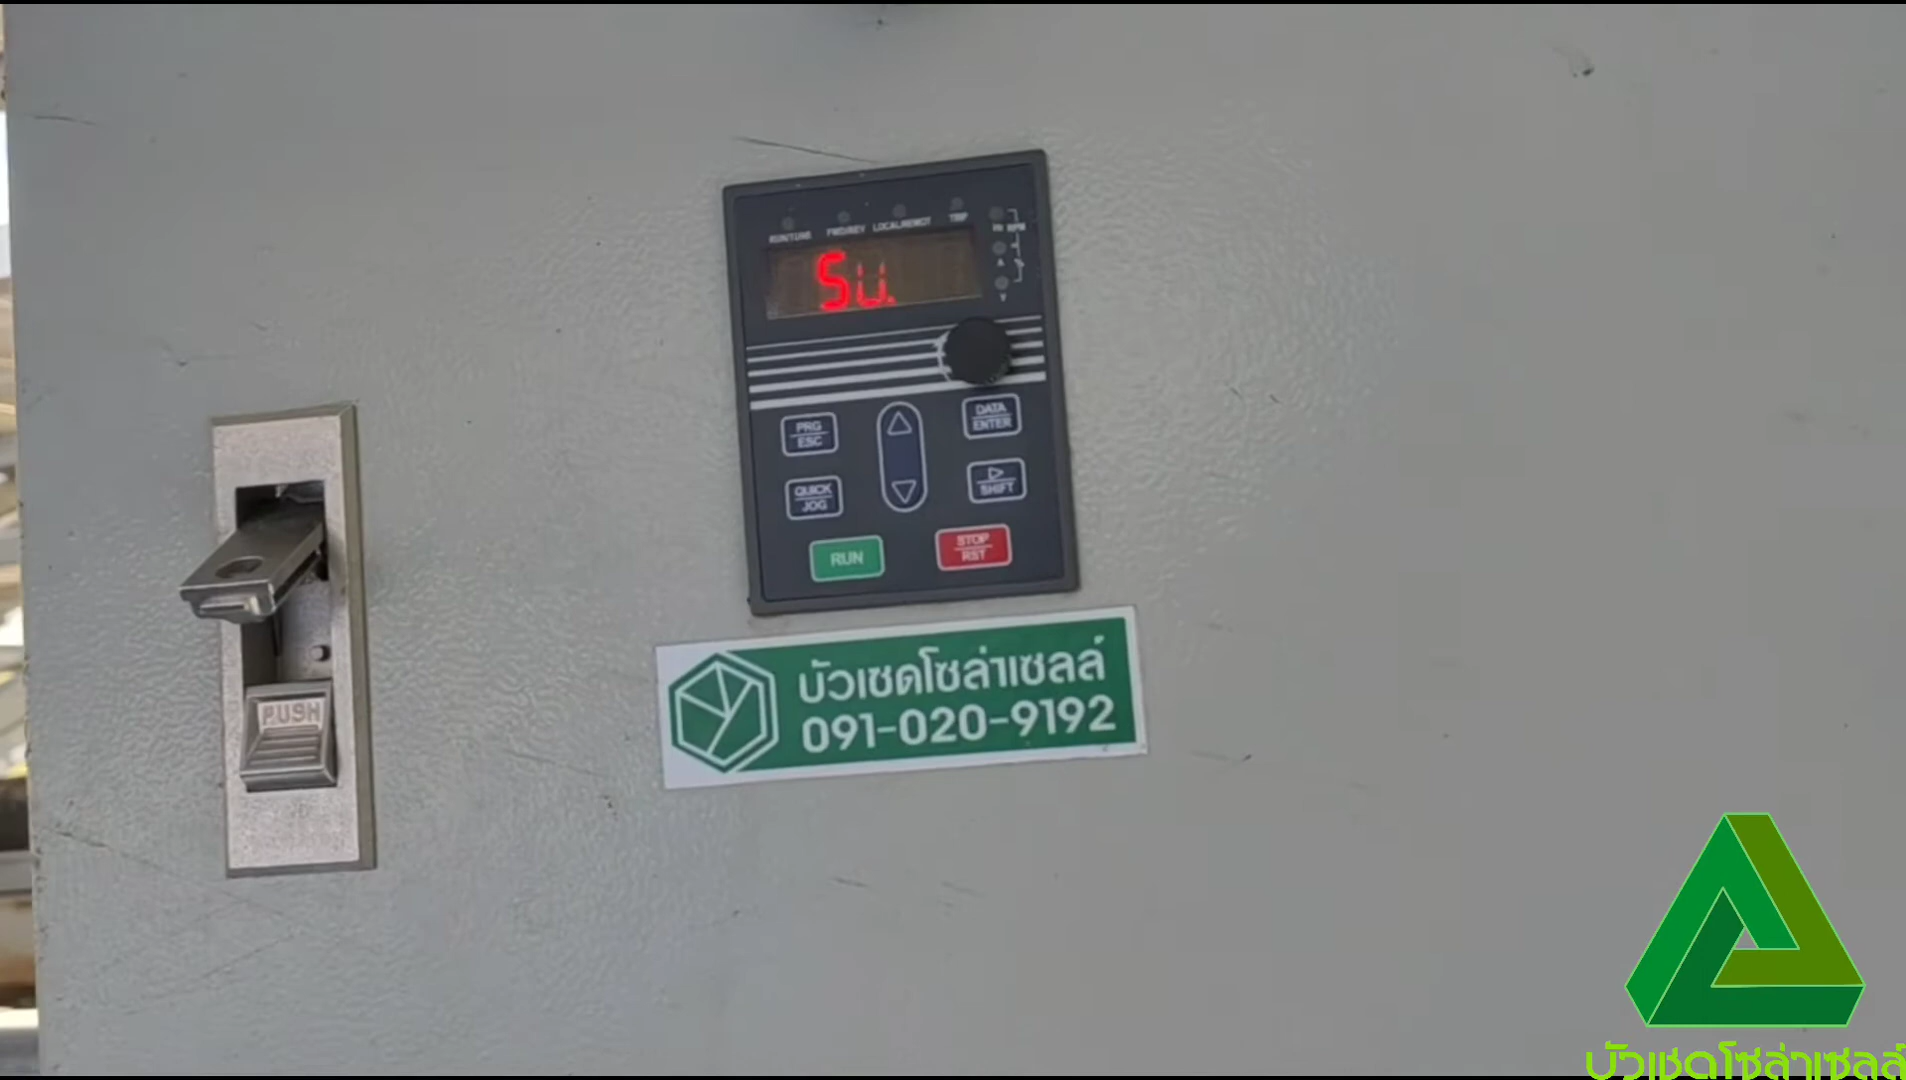 RUN/TUNE FWD/REV LOCAL/REMOT TRIP
Hz RPM
A %
V
Su.
PRG
ESC
DATA
ENTER
QUICK
JOG
SHIFT
RUN
STOP
RST
PUSH
บัวเชดโซล่าเซลล์
091-020-9192
บัวเชดโซล่าเซลล์